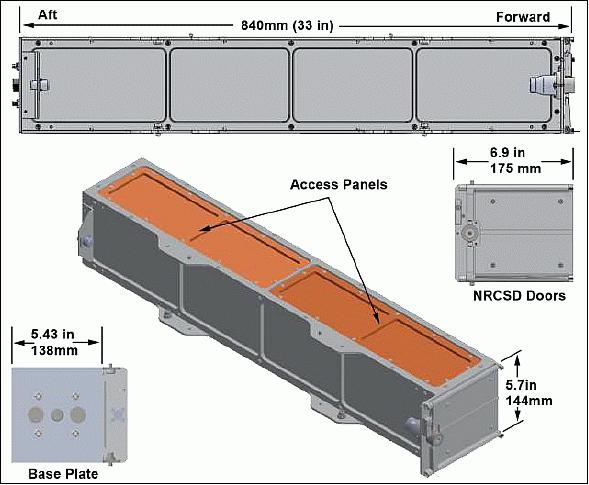 Aft
Forward
840mm (33 in)
6.9 in
175 mm
Access Panels
NRCSD Doors
5.43 in
138mm
5.7in
144mm
Base Plate